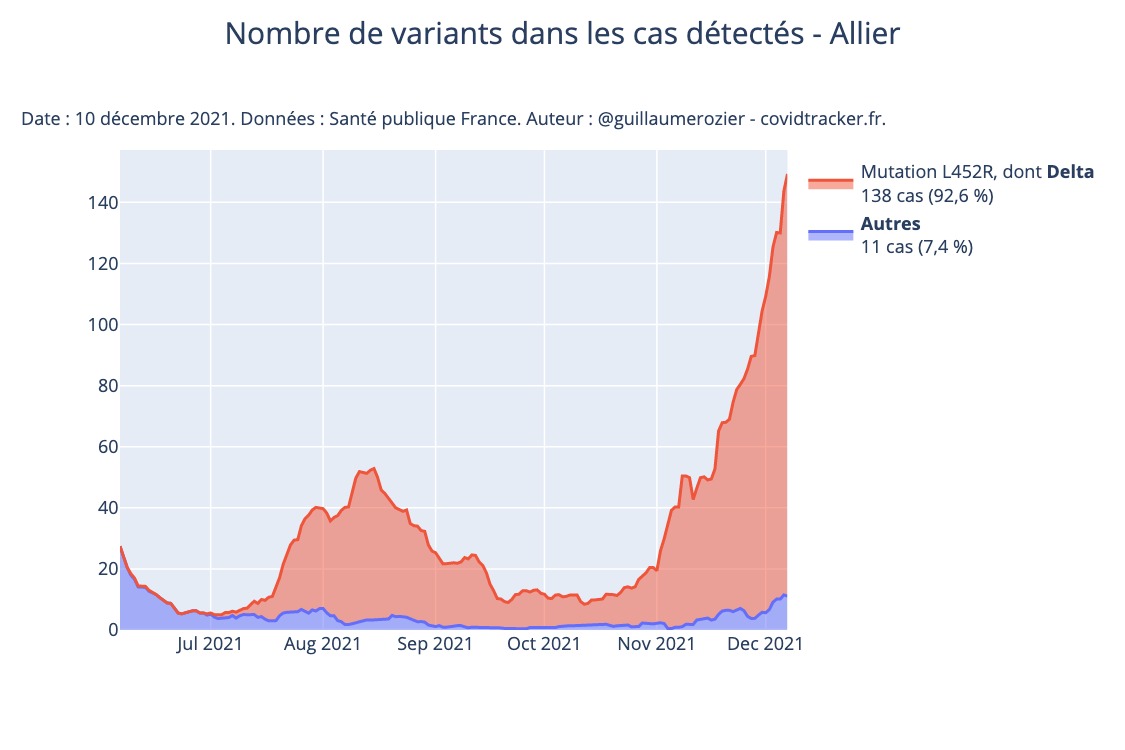 Nombre de variants dans les cas détectés - Allier
Date : 10 décembre 2021. Données : Santé publique France. Auteur : @guillaumerozier - covidtracker.fr.
Mutation L452R, dont Delta
138 cas (92,6 %)
Autres
11 cas (7,4 %)
140
120
100
80
60
40
20
0
Jul 2021 Aug 2021 Sep 2021 Oct 2021 Nov 2021 Dec 2021